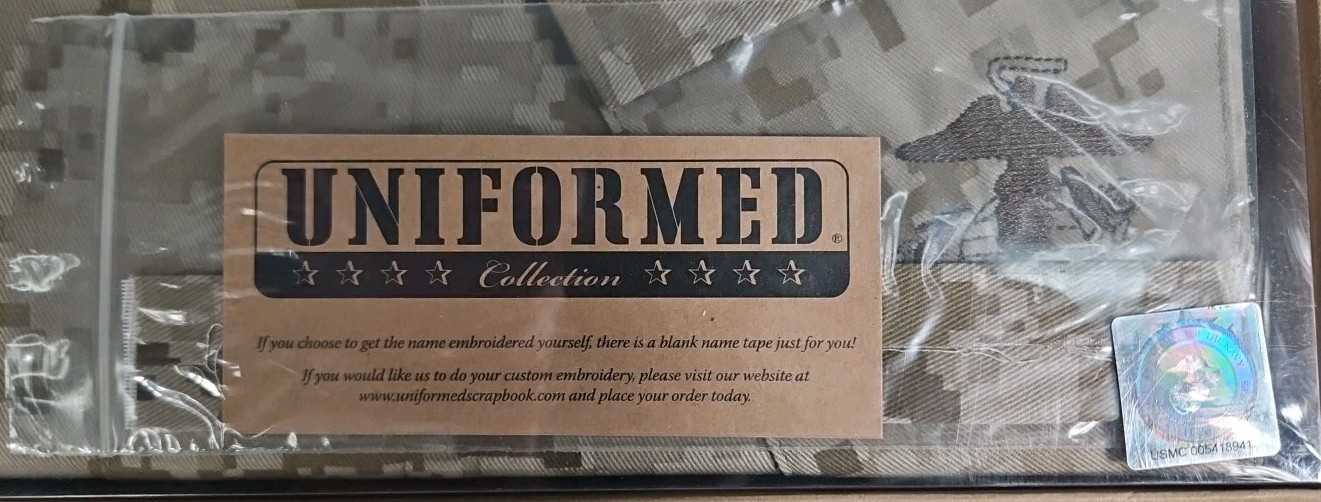 UNIFORMED®
Collection
If you choose to get the name embroidered yourself, there is a blank name tape just for you!
If you would like us to do your custom embroidery, please visit our website at
www.uniformedscrapbook.com and place your order today.
THE NAVY
USMC 005418941